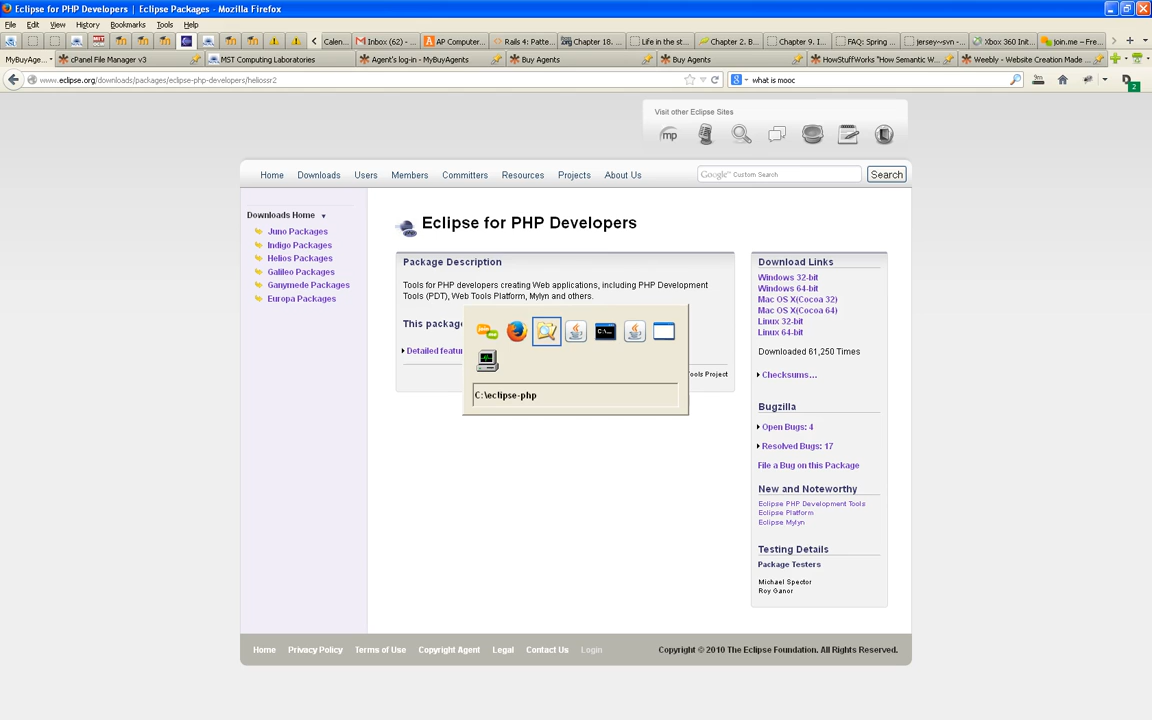 Eclipse for PHP Developers | Eclipse Packages - Mozilla Firefox
File Edit View History Bookmarks Tools Help
Calen... Inbox (62) - ... AP Computer... Rails 4: Patte... Chapter 18. ... Life in the st... Chapter 2. B... Chapter 9. I... FAQ: Spring ... jersey~svn - ... Xbox 360 Init... join.me – Fre...
MyBuyAge... cPanel File Manager v3 MST Computing Laboratories Agent's log-in - MyBuyAgents Buy Agents Buy Agents HowStuffWorks "How Semantic W... Weebly - Website Creation Made ...
www.eclipse.org/downloads/packages/eclipse-php-developers/heliossr2 what is mooc
2
Visit other Eclipse Sites
mp
Home Downloads Users Members Committers Resources Projects About Us Google™ Custom Search Search
Downloads Home
Juno Packages
Indigo Packages
Helios Packages
Galileo Packages
Ganymede Packages
Europa Packages
Eclipse for PHP Developers
Package Description
Tools for PHP developers creating Web applications, including PHP Development
Tools (PDT), Web Tools Platform, Mylyn and others.
This package
Detailed featur
ools Project
join me
C:\...
C:\eclipse-php
Download Links
Windows 32-bit
Windows 64-bit
Mac OS X(Cocoa 32)
Mac OS X(Cocoa 64)
Linux 32-bit
Linux 64-bit
Downloaded 61,250 Times
Checksums...
Bugzilla
Open Bugs: 4
Resolved Bugs: 17
File a Bug on this Package
New and Noteworthy
Eclipse PHP Development Tools
Eclipse Platform
Eclipse Mylyn
Testing Details
Package Testers
Michael Spector
Roy Ganor
Home Privacy Policy Terms of Use Copyright Agent Legal Contact Us Login Copyright © 2010 The Eclipse Foundation. All Rights Reserved.